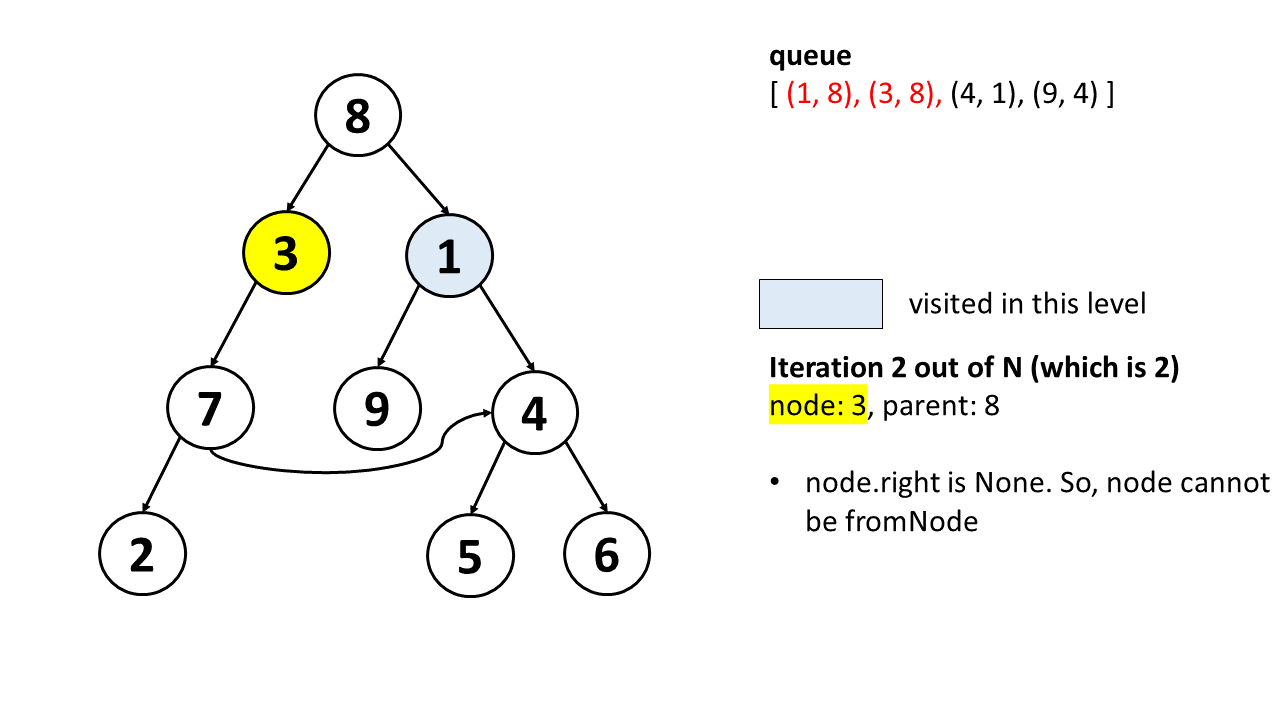 queue
[ (1, 8), (3, 8), (4, 1), (9, 4) ]
8
3
1
visited in this level
Iteration 2 out of N (which is 2)
node: 3, parent: 8
7
9
4
• node.right is None. So, node cannot
be fromNode
2
5
6